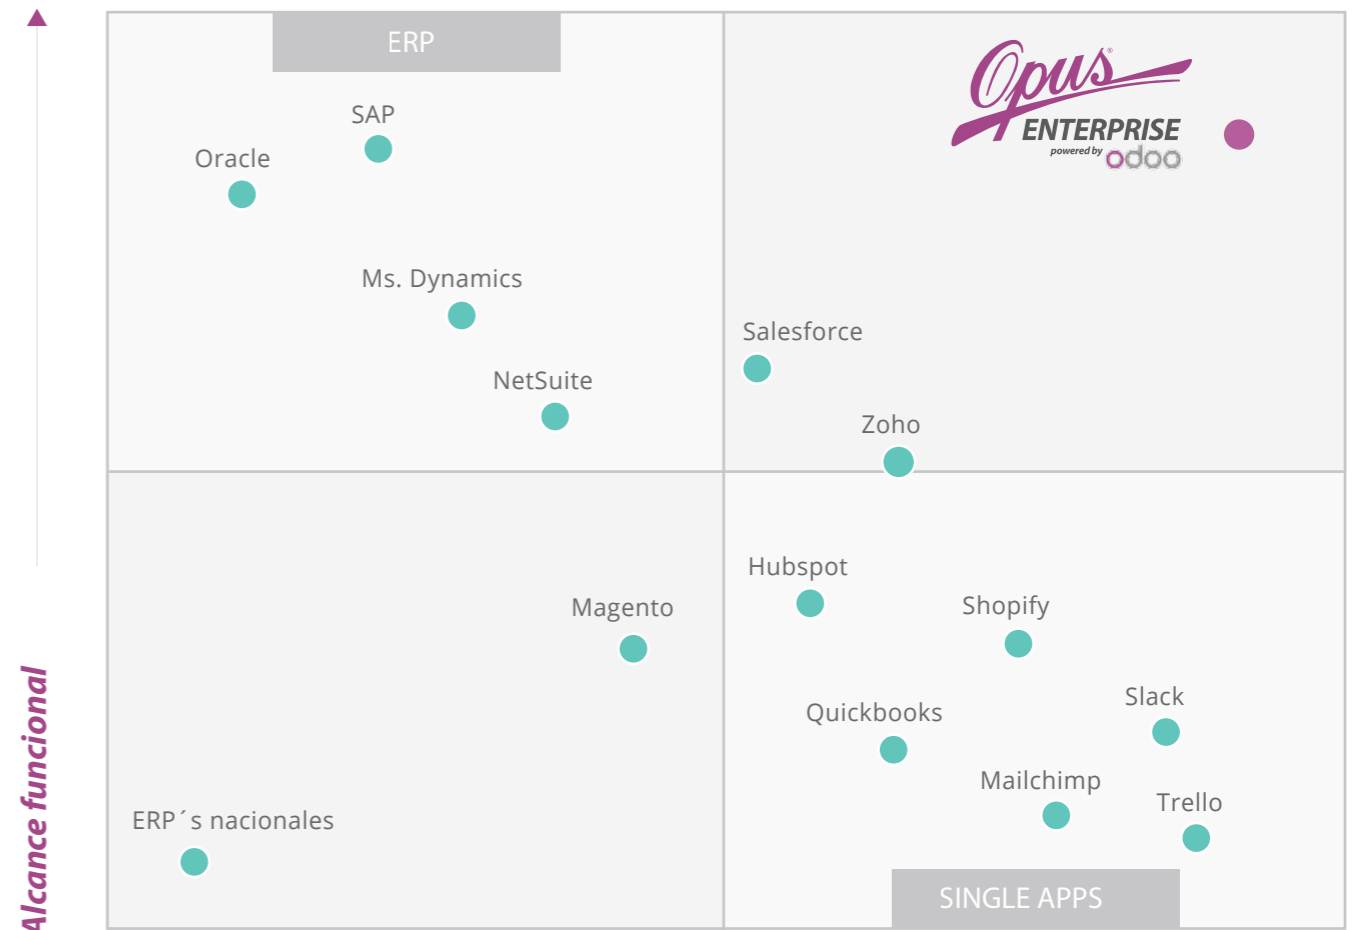 ERP
Opus®
ENTERPRISE
powered by odoo
SAP
Oracle
Ms. Dynamics
Salesforce
NetSuite
Zoho
Hubspot
Magento
Shopify
Slack
Quickbooks
Mailchimp
Trello
ERP´s nacionales
SINGLE APPS
Alcance funcional